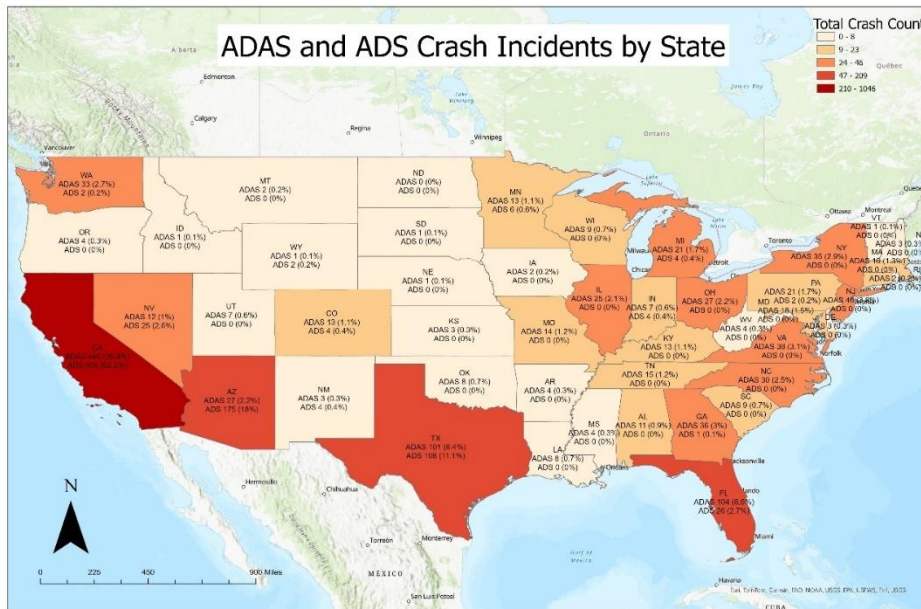 ADAS and ADS Crash Incidents by State
Total Crash Count
0 - 8
9 - 23
24 - 46
47 - 209
210 - 1046
Alberta
Edmonton
Calgary
Regina
Lake Winnipeg
Winnipeg
Ontario
Québec
Vancouver
WA
ADAS 33 (2.7%)
ADS 2 (0.2%)
MT
ADAS 2 (0.2%)
ADS 0 (0%)
ND
ADAS 0 (0%)
ADS 0 (0%)
MN
ADAS 13 (1.1%)
ADS 6 (0.6%)
Lake Superior
Ottawa
Montreal
VT
ADAS 1 (0.1%)
ADS 0 (0%)
OR
ADAS 4 (0.3%)
ADS 0 (0%)
ID
ADAS 1 (0.1%)
ADS 0 (0%)
SD
ADAS 1 (0.1%)
ADS 0 (0%)
WI
ADAS 9 (0.7%)
ADS 0 (0%)
MI
ADAS 21 (1.7%)
ADS 4 (0.4%)
Toronto
NY
ADAS 35 (2.9%)
ADS 0 (0%)
MA
WY
ADAS 1 (0.1%)
ADS 2 (0.2%)
NE
ADAS 1 (0.1%)
ADS 0 (0%)
IA
ADAS 2 (0.2%)
ADS 0 (0%)
NV
ADAS 12 (1%)
ADS 25 (2.6%)
UT
ADAS 7 (0.6%)
ADS 0 (0%)
CO
ADAS 13 (1.1%)
ADS 4 (0.4%)
KS
ADAS 3 (0.3%)
ADS 0 (0%)
MO
ADAS 14 (1.2%)
ADS 0 (0%)
IL
ADAS 25 (2.1%)
ADS 0 (0%)
IN
ADAS 7 (0.6%)
ADS 4 (0.4%)
OH
ADAS 27 (2.2%)
ADS 0 (0%)
PA
ADAS 21 (1.7%)
ADS 2 (0.2%)
NJ
MD
WV
ADAS 4 (0.3%)
ADS 0 (0%)
DE
ADAS 3 (0.3%)
ADS 0 (0%)
KY
ADAS 13 (1.1%)
ADS 0 (0%)
VA
ADAS 38 (3.1%)
ADS 0 (0%)
Norfolk
CA
AZ
ADAS 27 (2.2%)
ADS 175 (18%)
NM
ADAS 3 (0.3%)
ADS 4 (0.4%)
OK
ADAS 8 (0.7%)
ADS 0 (0%)
AR
ADAS 4 (0.3%)
ADS 0 (0%)
TN
ADAS 15 (1.2%)
ADS 0 (0%)
NC
ADAS 30 (2.5%)
ADS 0 (0%)
SC
ADAS 9 (0.7%)
ADS 0 (0%)
TX
ADAS 101 (8.4%)
ADS 108 (11.1%)
LA
ADAS 8 (0.7%)
ADS 0 (0%)
MS
ADAS 4 (0.3%)
ADS 0 (0%)
AL
ADAS 11 (0.9%)
ADS 0 (0%)
GA
ADAS 36 (3%)
ADS 1 (0.1%)
FL
ADAS 104 (8.6%)
ADS 26 (2.7%)
Miami
Hermosillo
Chihuahua
Torreón
Monterrey
MÉXICO
San Luis Potosí
Gulf of
Havana
CUBA
N
0 225 450 900 Miles